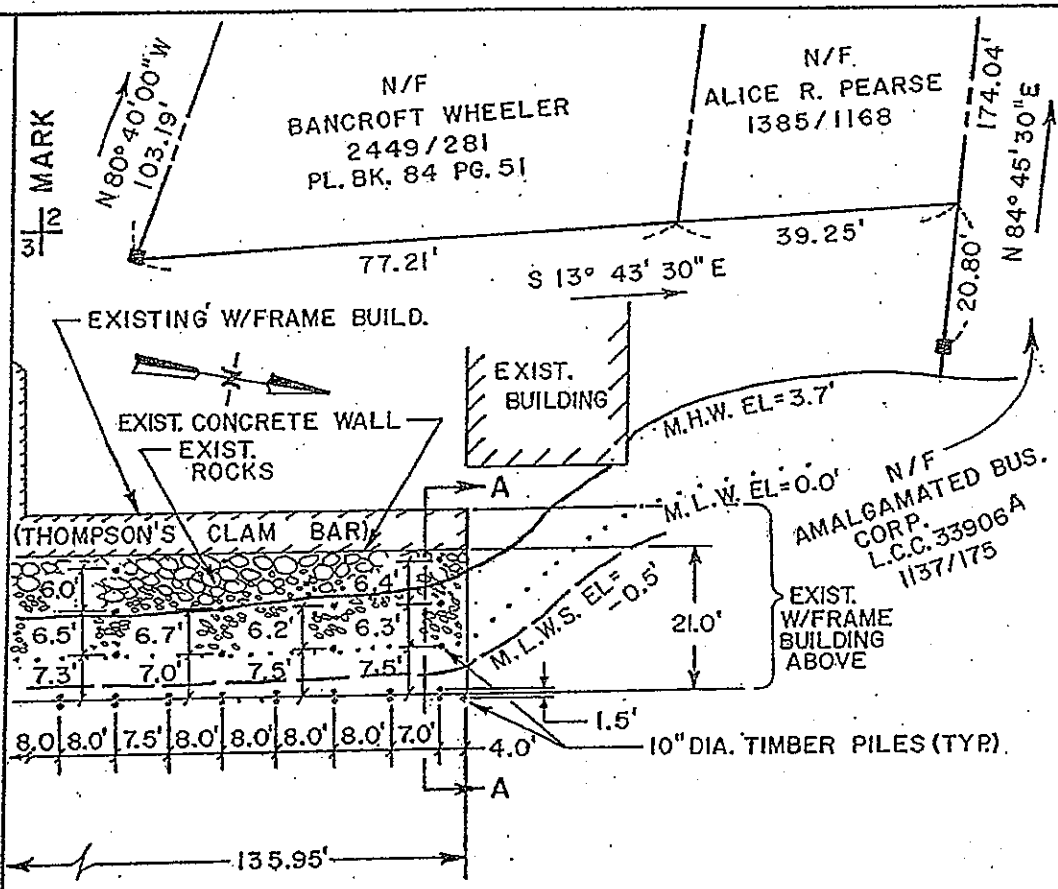 MARK
2
3
N 80° 40' 00" W
103.19'
N/F
BANCROFT WHEELER
2449/281
PL. BK. 84 PG. 51
N/F
ALICE R. PEARSE
1385/1168
174.04'
N 84° 45' 30" E
77.21'
39.25'
20.80'
S 13° 43' 30" E
EXISTING W/FRAME BUILD.
EXIST.
BUILDING
EXIST. CONCRETE WALL
EXIST.
ROCKS
M.H.W. EL=3.7'
M.L.W. EL=0.0'
M.L.W.S. EL=
-0.5'
N/F
AMALGAMATED BUS.
CORP.
L.C.C. 33906A
1137/175
A
(THOMPSON'S CLAM BAR)
6.0'
6.4'
6.5'
6.7'
6.2'
6.3'
7.3'
7.0'
7.5'
7.5'
21.0'
EXIST.
W/FRAME
BUILDING
ABOVE
1.5'
8.0
8.0'
7.5'
8.0'
8.0'
8.0'
8.0'
7.0'
4.0'
10" DIA. TIMBER PILES (TYP.)
A
135.95'